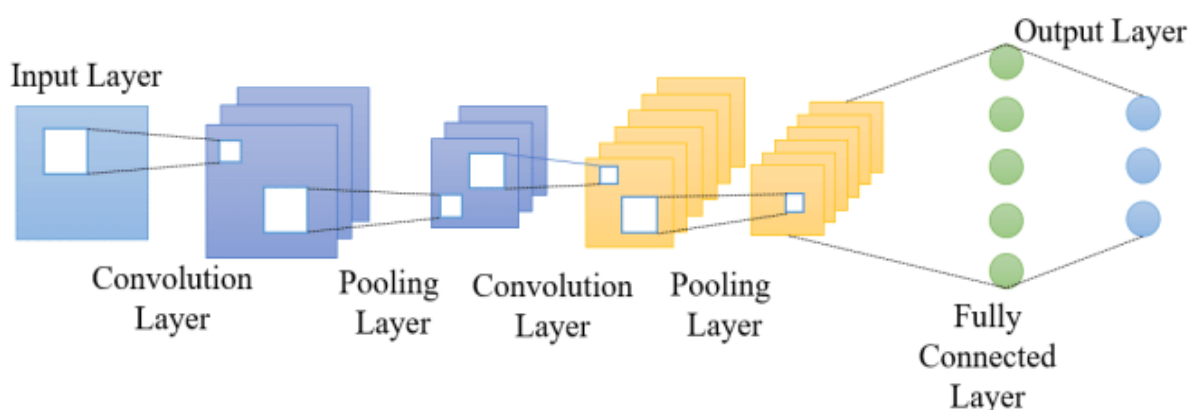 Output Layer
Input Layer
Convolution
Layer
Pooling
Layer
Convolution
Layer
Pooling
Layer
Fully
Connected
Layer